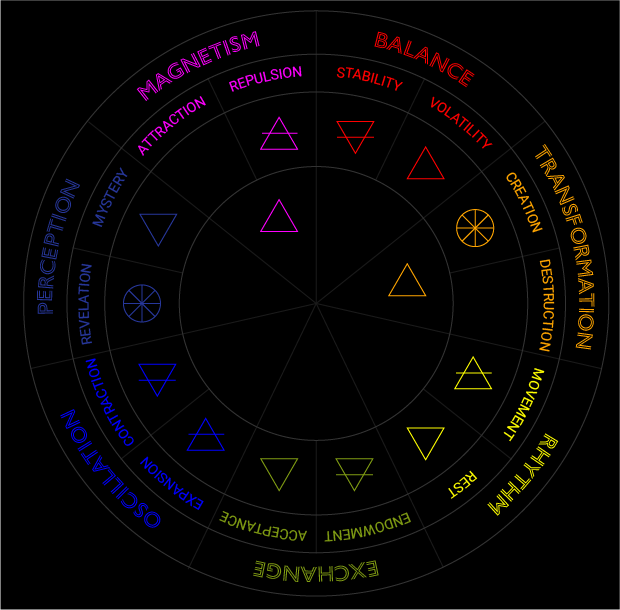 MAGNETISM
BALANCE
REPULSION
STABILITY
ATTRACTION
VOLATILITY
TRANSFORMATION
CREATION
DESTRUCTION
PERCEPTION
MYSTERY
REVELATION
MOVEMENT
REST
RHYTHM
CONTRACTION
EXPANSION
OSCILLATION
ACCEPTANCE
ENDOWMENT
EXCHANGE